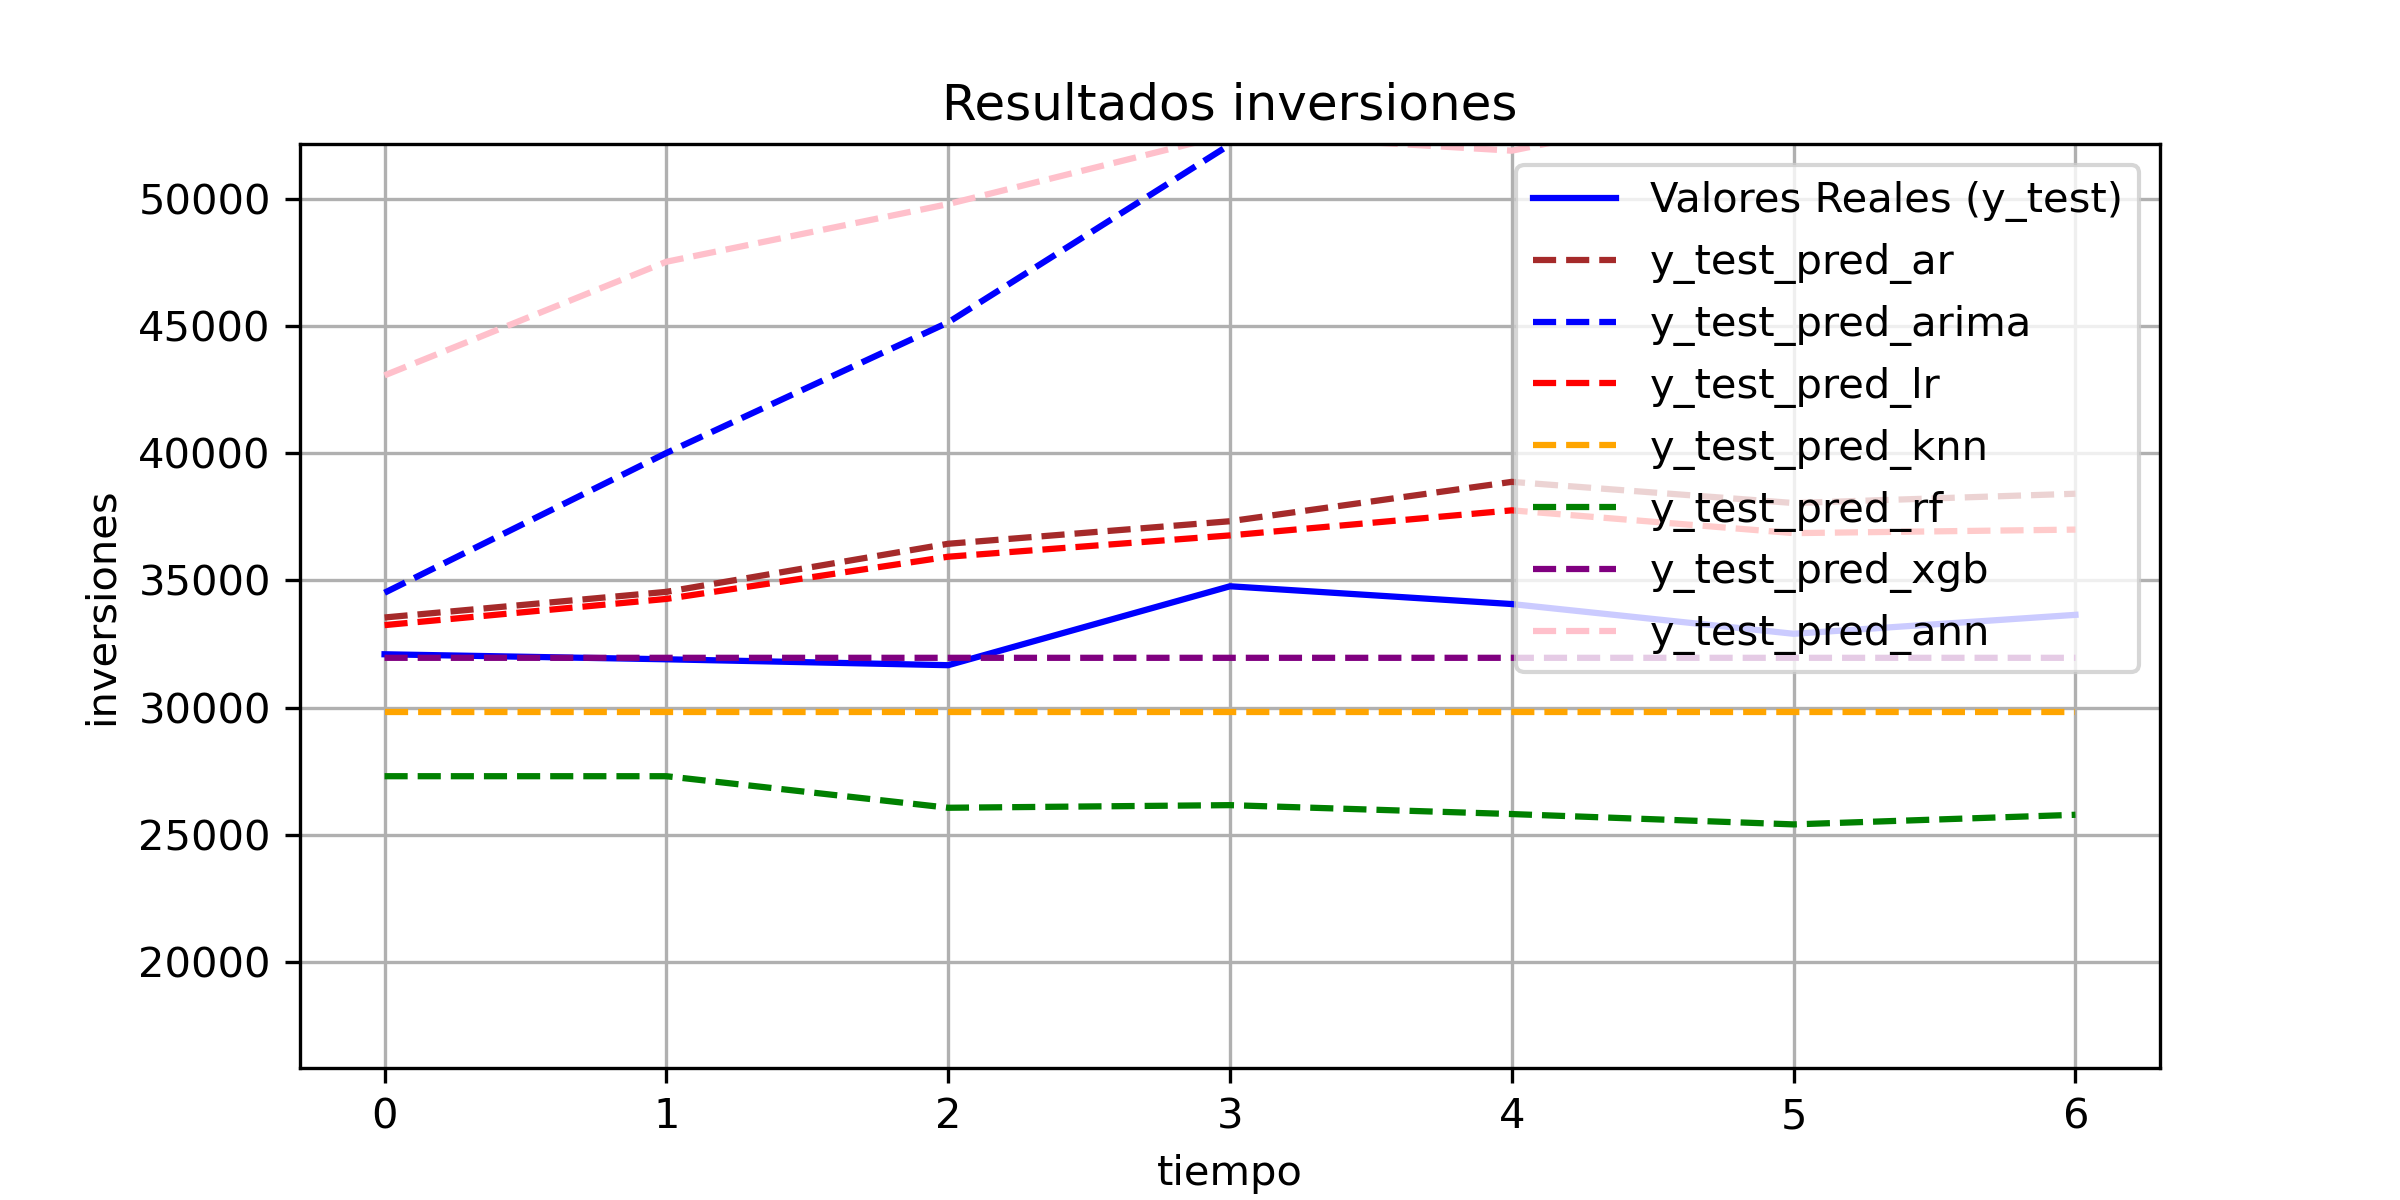 Resultados inversiones
50000
45000
40000
35000
30000
25000
20000
inversiones
Valores Reales (y_test)
y_test_pred_ar
y_test_pred_arima
y_test_pred_lr
y_test_pred_knn
y_test_pred_rf
y_test_pred_xgb
y_test_pred_ann
0 1 2 3 4 5 6
tiempo